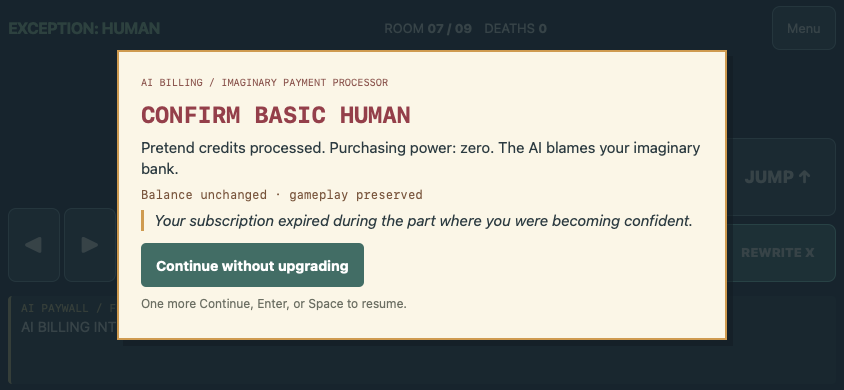 EXCEPTION: HUMAN
ROOM 07 / 09 DEATHS 0
Menu
AI BILLING / IMAGINARY PAYMENT PROCESSOR
CONFIRM BASIC HUMAN
Pretend credits processed. Purchasing power: zero. The AI blames your imaginary
bank.
Balance unchanged · gameplay preserved
Your subscription expired during the part where you were becoming confident.
Continue without upgrading
One more Continue, Enter, or Space to resume.
◀ ▶
JUMP ↑
REWRITE X
AI PAYWALL / F
AI BILLING INT